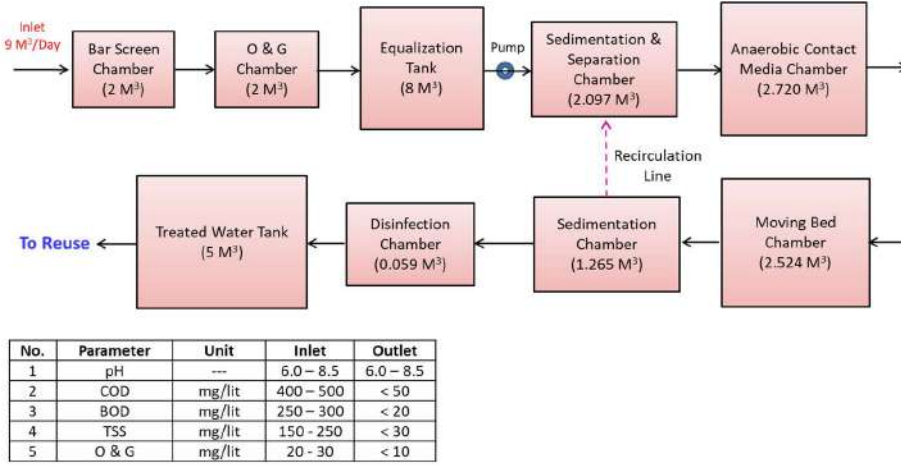 Inlet
9 M³/Day
Bar Screen
Chamber
(2 M³)
O & G
Chamber
(2 M³)
Equalization
Tank
(8 M³)
Pump
Sedimentation &
Separation
Chamber
(2.097 M³)
Anaerobic Contact
Media Chamber
(2.720 M³)
Recirculation
Line
To Reuse
Treated Water Tank
(5 M³)
Disinfection
Chamber
(0.059 M³)
Sedimentation
Chamber
(1.265 M³)
Moving Bed
Chamber
(2.524 M³)
No. Parameter Unit Inlet Outlet
1 pH --- 6.0 – 8.5 6.0 – 8.5
2 COD mg/lit 400 – 500 < 50
3 BOD mg/lit 250 – 300 < 20
4 TSS mg/lit 150 - 250 < 30
5 O & G mg/lit 20 - 30 < 10